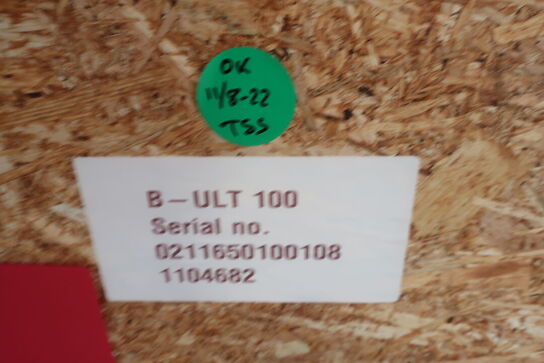 OK
11/8-22
TSS
B-ULT 100
Serial no.
0211650100108
1104682